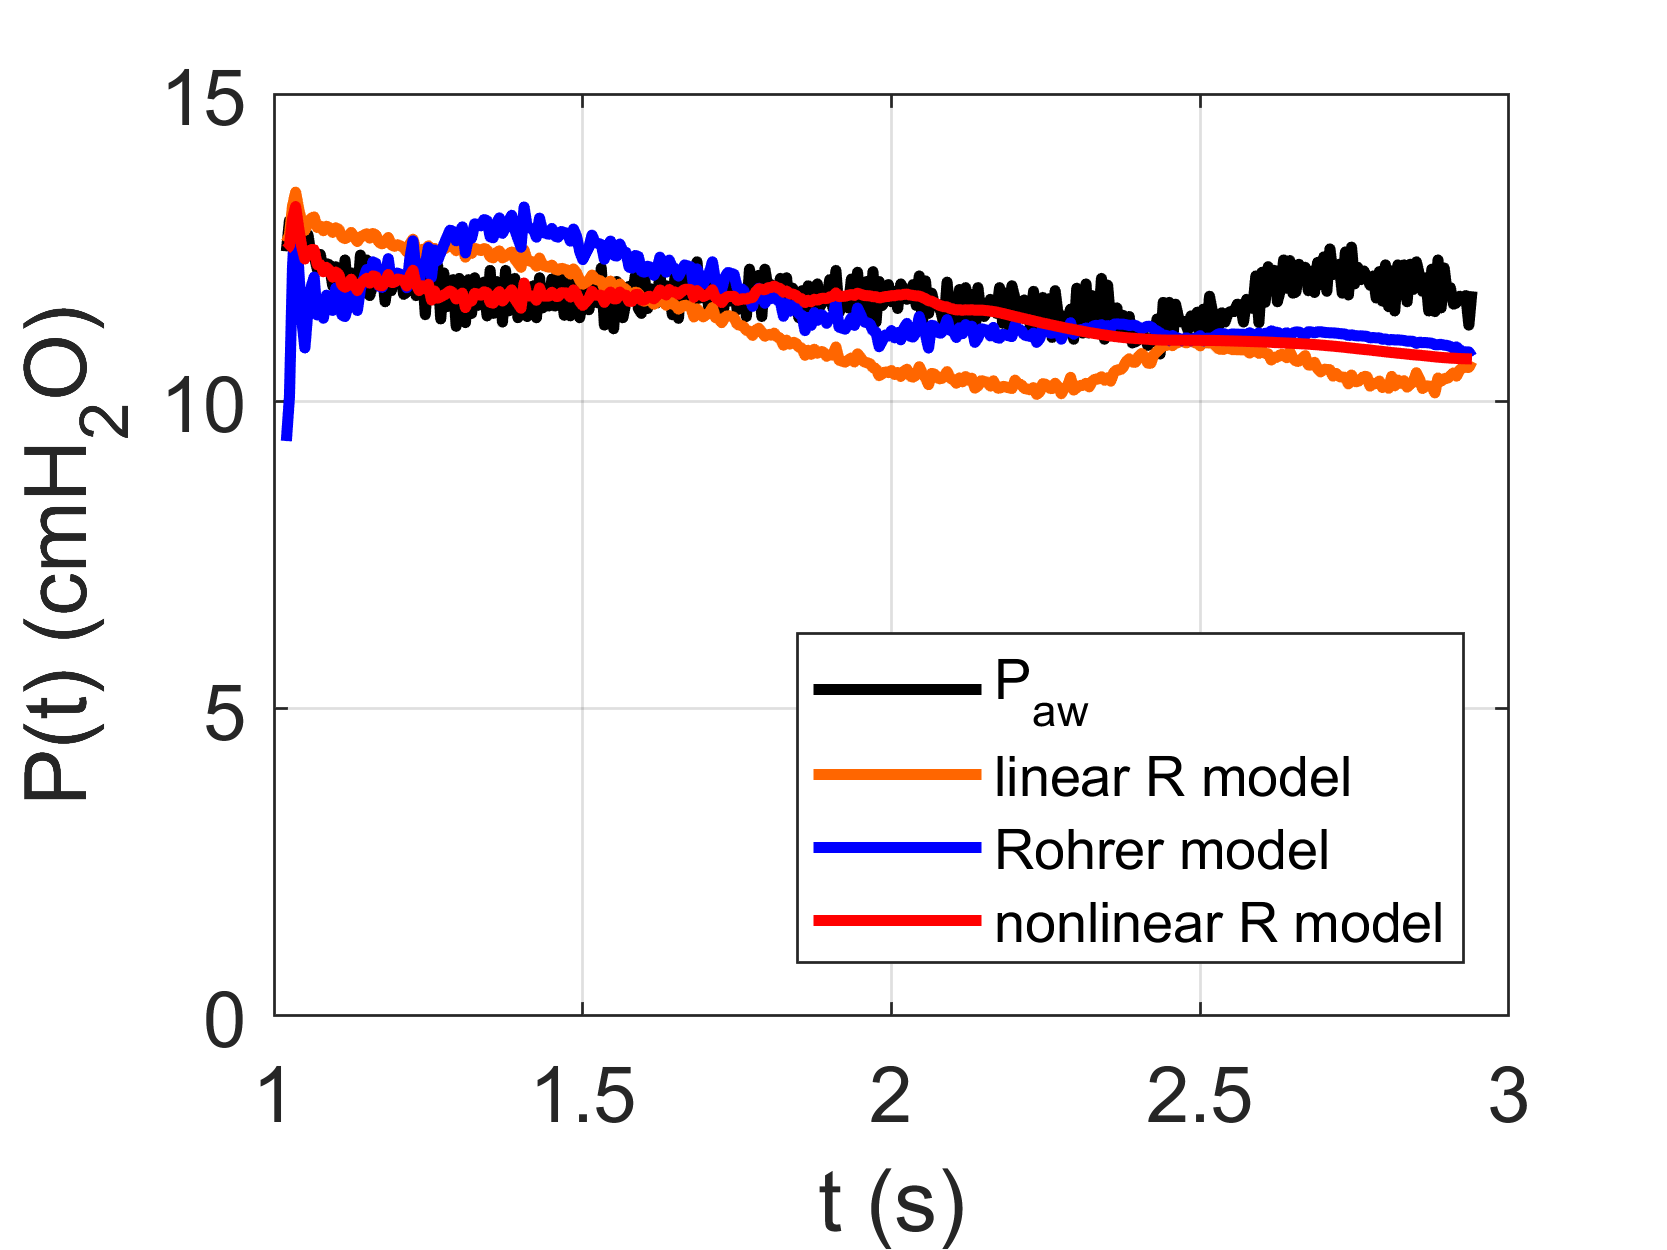 P(t) (cmH2O)
15
10
5
0
1 1.5 2 2.5 3
t (s)
Paw
linear R model
Rohrer model
nonlinear R model